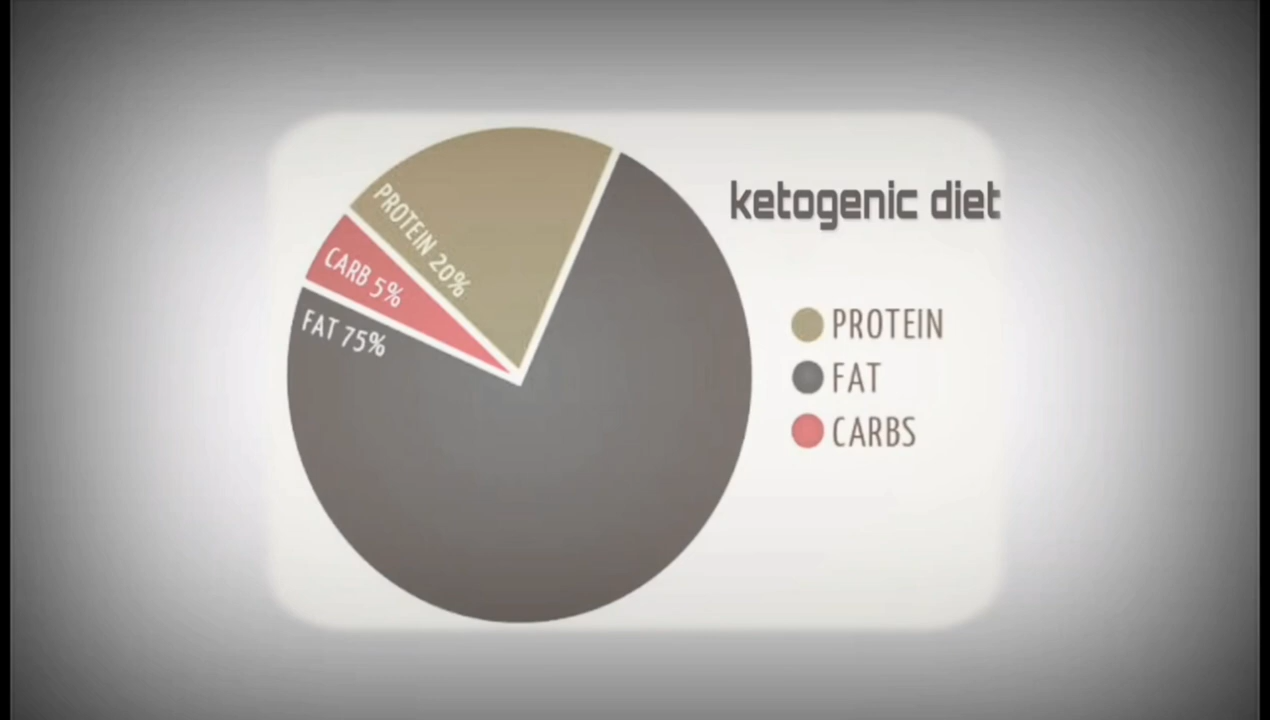 ketogenic diet
PROTEIN 20%
CARB 5%
FAT 75%
PROTEIN
FAT
CARBS